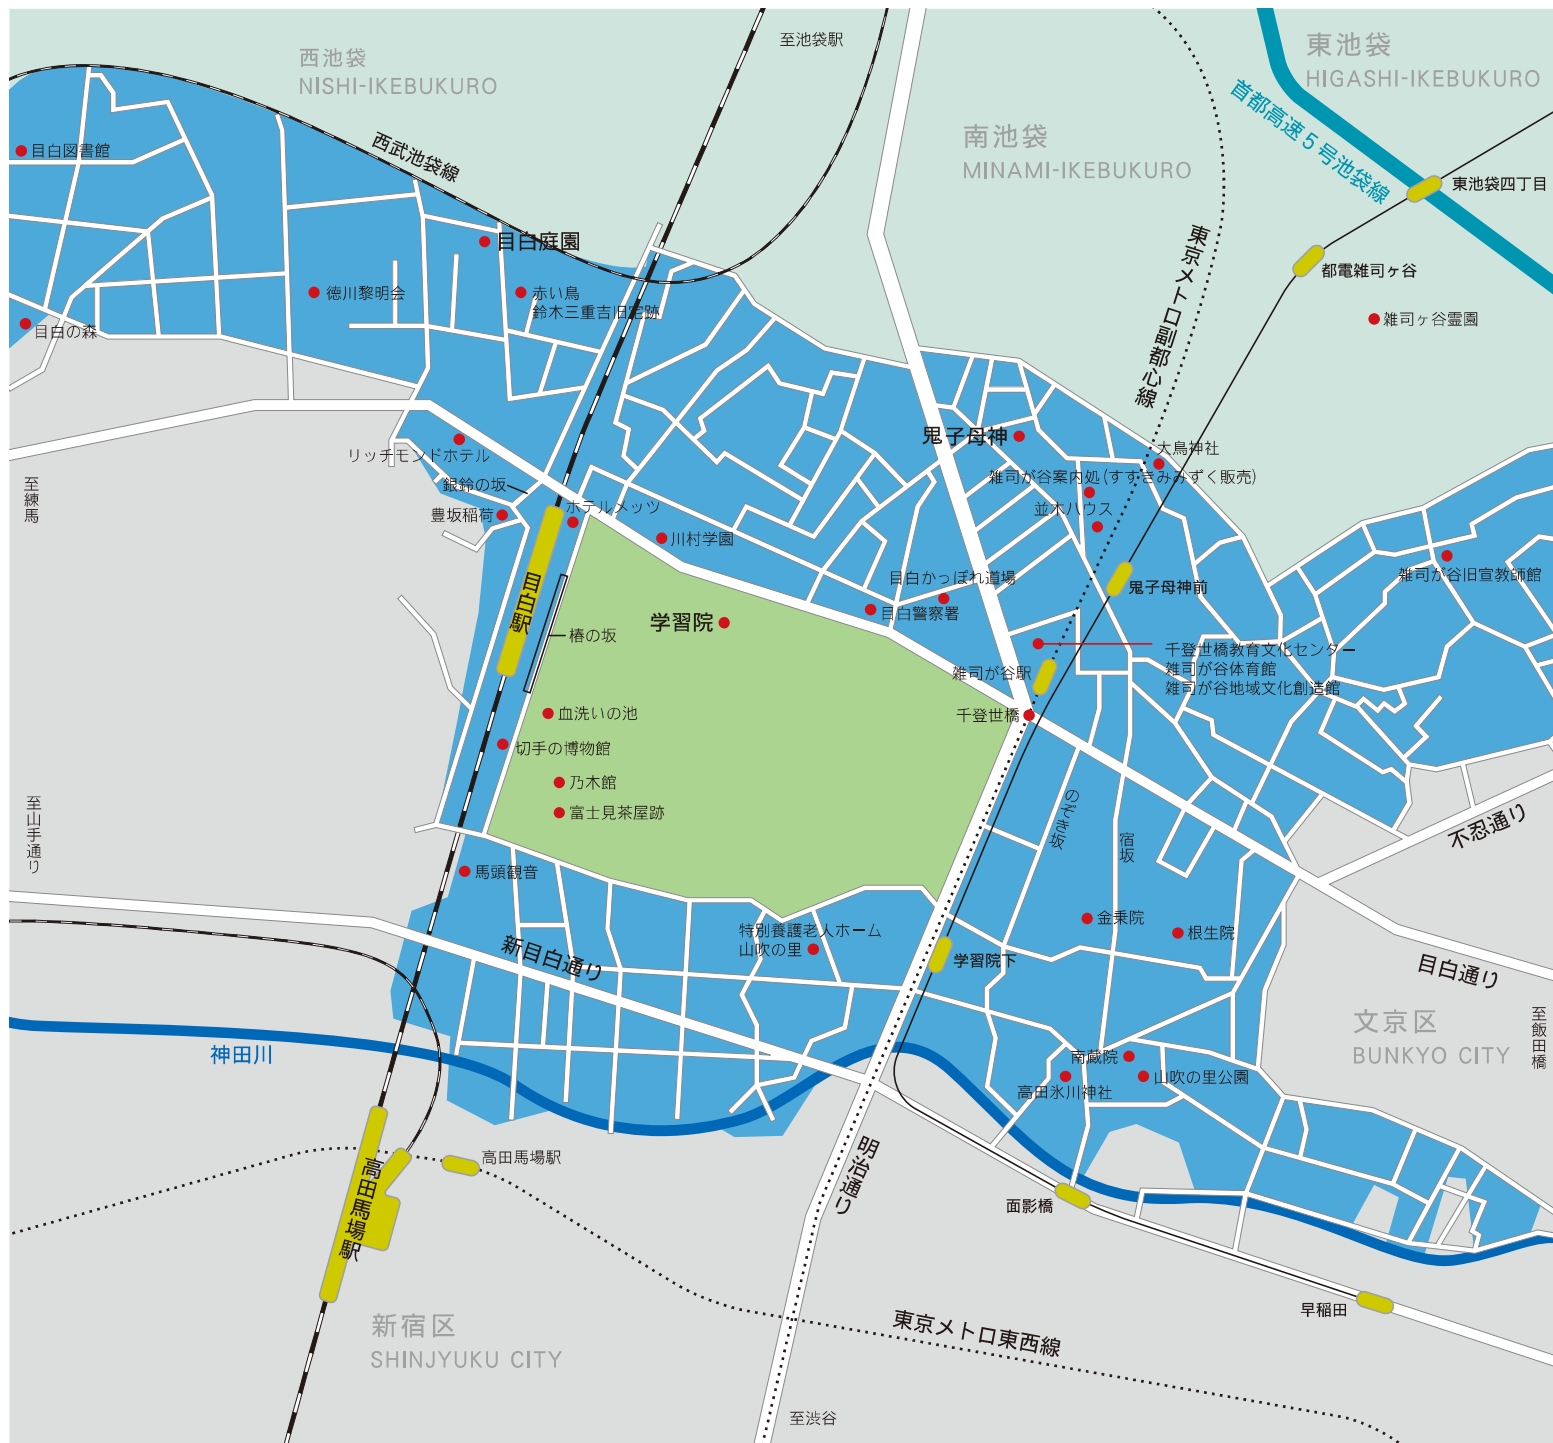 西池袋
NISHI-IKEBUKURO
至池袋駅
東池袋
HIGASHI-IKEBUKURO
首都高速5号池袋線
南池袋
MINAMI-IKEBUKURO
西武池袋線
目白図書館
東池袋四丁目
東京メトロ副都心線
目白庭園
都電雑司ヶ谷
徳川黎明会
赤い鳥
鈴木三重吉旧宅跡
雑司ヶ谷霊園
目白の森
鬼子母神
大鳥神社
リッチモンドホテル
雑司が谷案内処(すすきみみずく販売)
至練馬
銀鈴の坂
豊坂稲荷
ホテルメッツ
並木ハウス
川村学園
雑司が谷旧宣教師館
目白かっぽれ道場
鬼子母神前
目白駅
目白警察署
学習院
椿の坂
千登世橋教育文化センター
雑司が谷体育館
雑司が谷地域文化創造館
雑司が谷駅
血洗いの池
千登世橋
切手の博物館
乃木館
富士見茶屋跡
至山手通り
のぞき坂
宿坂
不忍通り
馬頭観音
金乗院
根生院
特別養護老人ホーム
山吹の里
新目白通り
学習院下
目白通り
文京区
BUNKYO CITY
至飯田橋
神田川
南蔵院
高田氷川神社
山吹の里公園
高田馬場駅
高田馬場駅
明治通り
面影橋
早稲田
新宿区
SHINJYUKU CITY
東京メトロ東西線
至渋谷